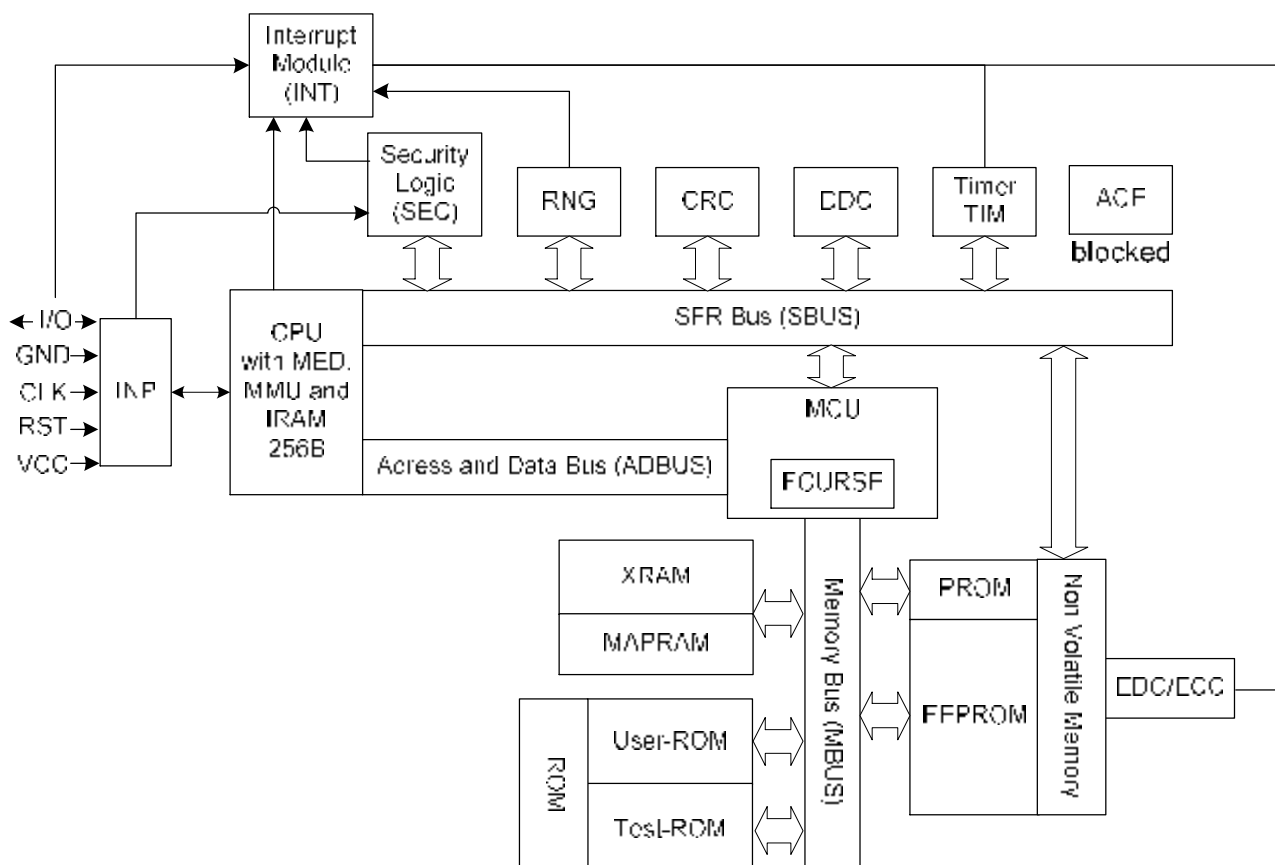 Interrupt
Module
(INT)
Security
Logic
(SEC)
RNG
CRC
DDC
Timer
TIM
ACE
blocked
I/O
GND
CLK
RST
VCC
INP
CPU
with MED,
MMU and
IRAM
256B
SFR Bus (SBUS)
MCU
Acress and Data Bus (ADBUS)
XRAM
MAPRAM
Memory Bus (MBUS)
PROM
EEPROM
Non Volatile Memory
EDC/ECC
ROM
User-ROM
Test-ROM